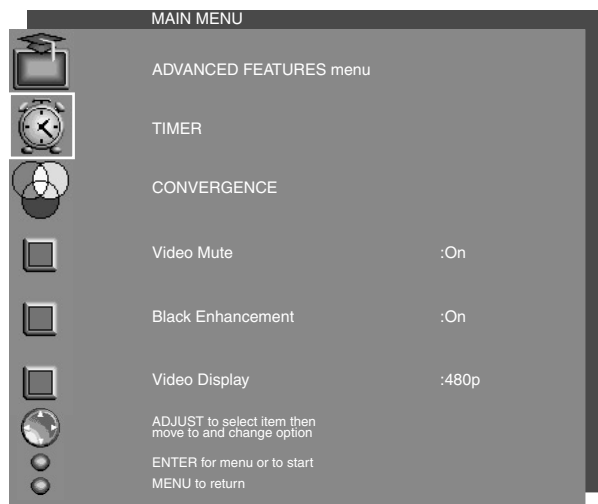 MAIN MENU
ADVANCED FEATURES menu
TIMER
CONVERGENCE
Video Mute :On
Black Enhancement :On
Video Display :480p
ADJUST to select item then
move to and change option
ENTER for menu or to start
MENU to return